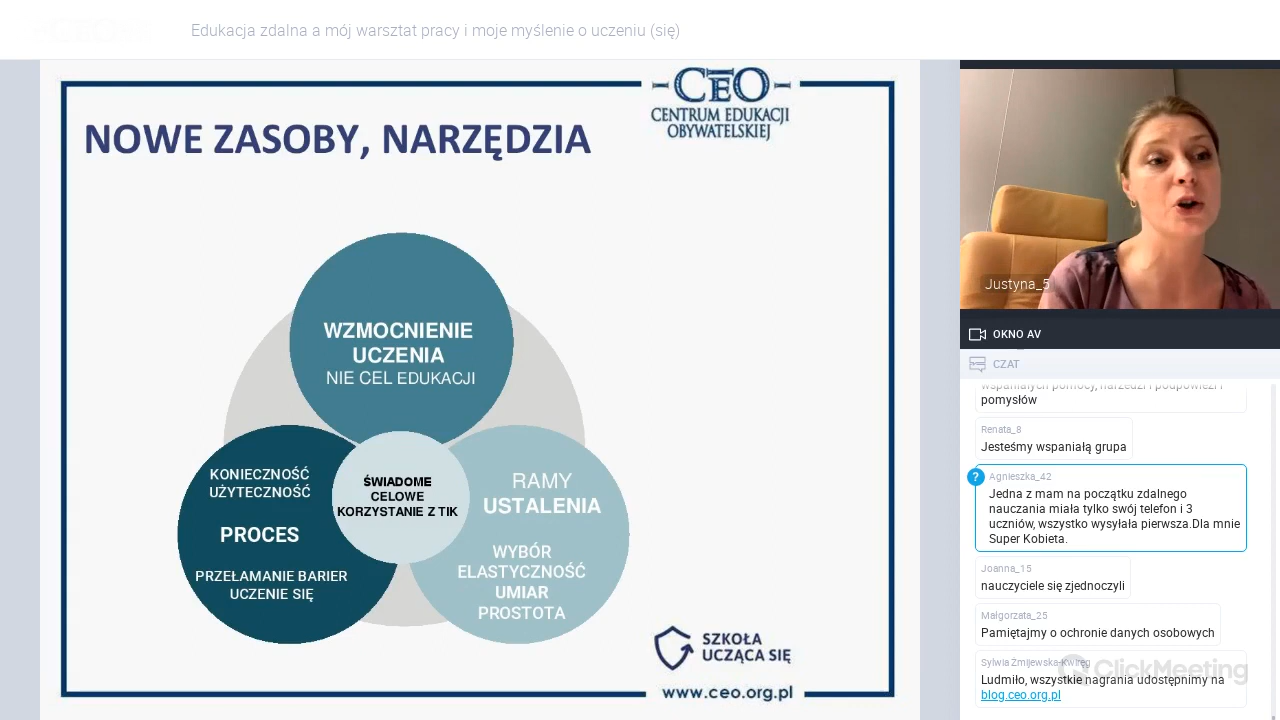 Edukacja zdalna a mój warsztat pracy i moje myślenie o uczeniu (się)
CEO
CENTRUM EDUKACJI
OBYWATELSKIEJ
NOWE ZASOBY, NARZĘDZIA
WZMOCNIENIE
UCZENIA
NIE CEL EDUKACJI
KONIECZNOŚĆ
UŻYTECZNOŚĆ
PROCES
PRZEŁAMANIE BARIER
UCZENIE SIĘ
ŚWIADOME
CELOWE
KORZYSTANIE Z TIK
RAMY
USTALENIA
WYBÓR
ELASTYCZNOŚĆ
UMIAR
PROSTOTA
SZKOŁA
UCZĄCA SIĘ
www.ceo.org.pl
Justyna_5
OKNO AV
CZAT
wspaniałych pomocy, narzedzi i podpowiedi i
pomysłów
Renata_8
Jesteśmy wspaniałą grupa
?
Agnieszka_42
Jedna z mam na początku zdalnego
nauczania miała tylko swój telefon i 3
uczniów, wszystko wysyłała pierwsza.Dla mnie
Super Kobieta.
Joanna_15
nauczyciele się zjednoczyli
Małgorzata_25
Pamiętajmy o ochronie danych osobowych
Sylwia Żmijewska-Kwiręg
Ludmiło, wszystkie nagrania udostępnimy na
blog.ceo.org.pl
ClickMeeting